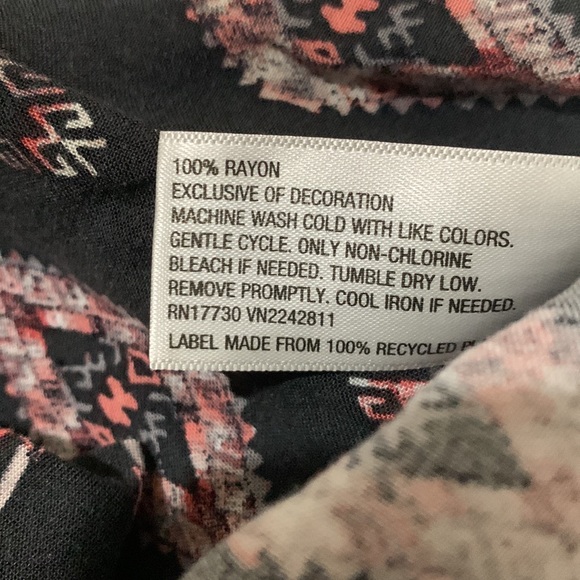 100% RAYON
EXCLUSIVE OF DECORATION
MACHINE WASH COLD WITH LIKE COLORS.
GENTLE CYCLE. ONLY NON-CHLORINE
BLEACH IF NEEDED. TUMBLE DRY LOW.
REMOVE PROMPTLY. COOL IRON IF NEEDED.
RN17730 VN2242811
LABEL MADE FROM 100% RECYCLED